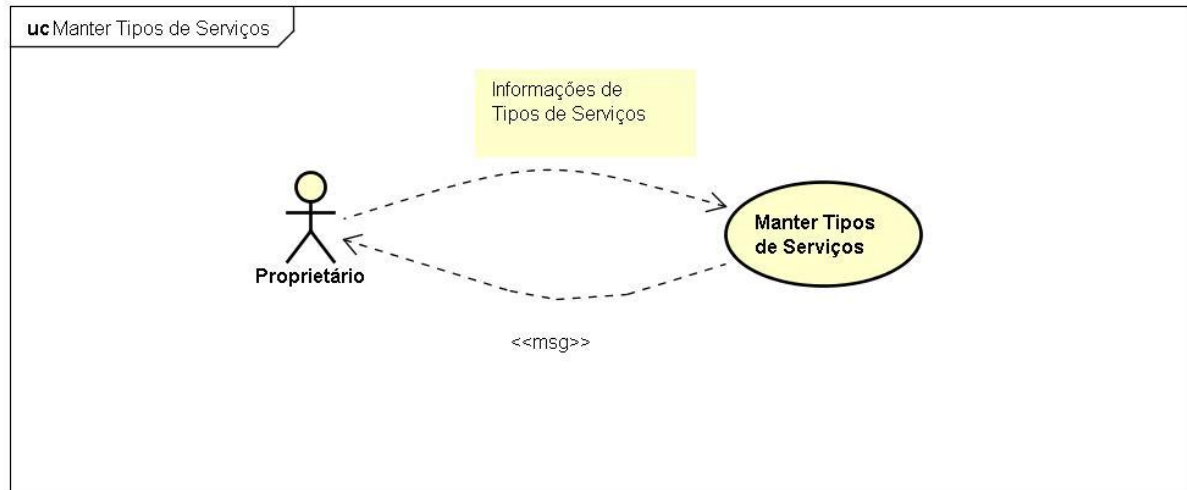 uc Manter Tipos de Serviços
Informações de
Tipos de Serviços
Manter Tipos
de Serviços
Proprietário
<<msg>>